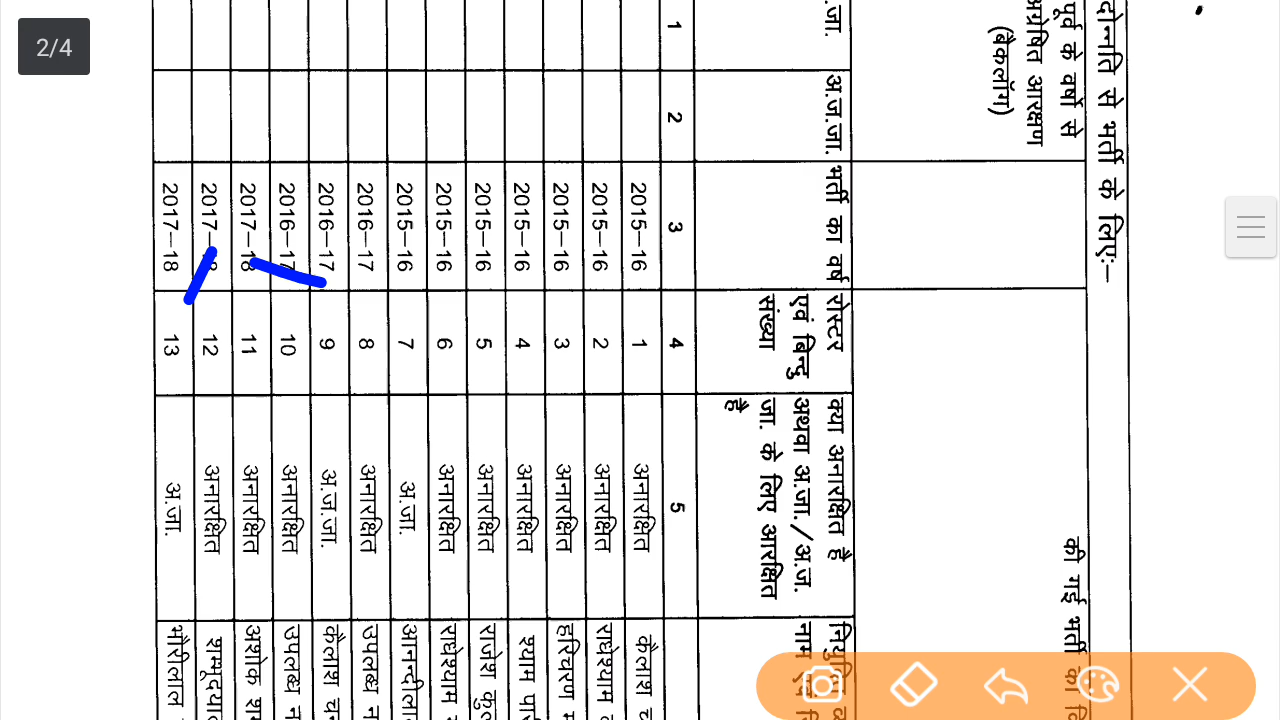 2/4
दोन्नति से भर्ती के लिए:–
पूर्व के वर्षों से
अग्रेषित आरक्षण
(बैकलॉग)
की गई भर्ती का
.जा. अ.ज.जा. भर्ती का वर्ष रोस्टर क्या अनारक्षित है
एवं बिन्दु अथवा अ.जा./अ.ज. नाम एवं
संख्या जा. के लिए आरक्षित
है
1 2 3 4 5
2015–16 1 अनारक्षित कैलाश
2015–16 2 अनारक्षित राधेश्याम
2015–16 3 अनारक्षित हरिचरण
2015–16 4 अनारक्षित श्याम
2015–16 5 अनारक्षित राजेश
2015–16 6 अनारक्षित राधेश्याम
2015–16 7 अ.जा. आनन्दीला
2016–17 8 अनारक्षित उपलब्ध न
2016–17 9 अ.ज.जा. कैलाश
2016–17 10 अनारक्षित उपलब्ध न
2017–18 11 अनारक्षित अशोक
2017–18 12 अनारक्षित
2017–18 13 अ.जा. भौरीलाल